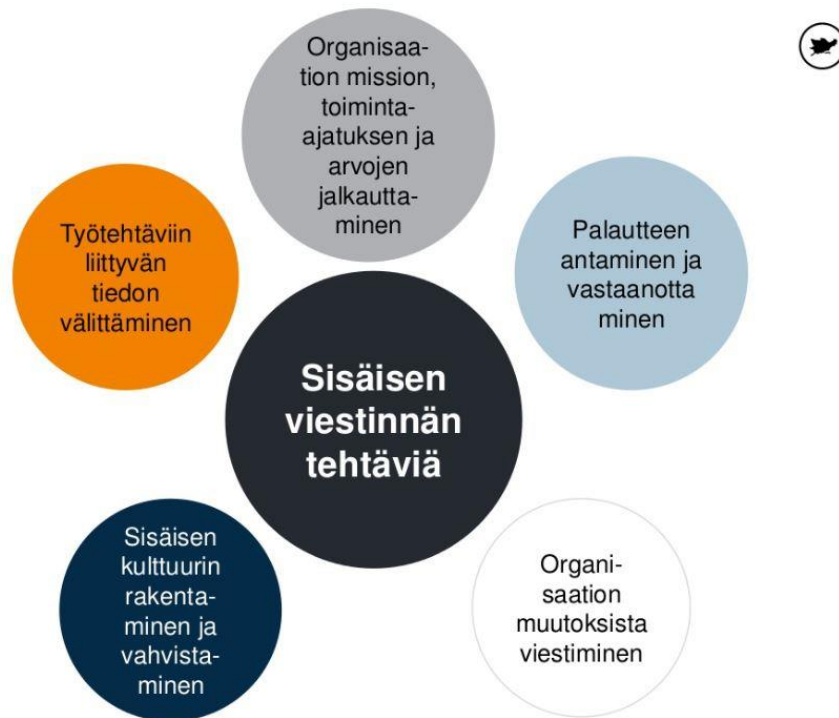 Organisaa-
tion mission,
toiminta-
ajatuksen ja
arvojen
jalkautta-
minen
Työtehtäviin
liittyvän
tiedon
välittäminen
Palautteen
antaminen ja
vastaanotta
minen
Sisäisen
viestinnän
tehtäviä
Sisäisen
kulttuurin
rakenta-
minen ja
vahvista-
minen
Organi-
saation
muutoksista
viestiminen